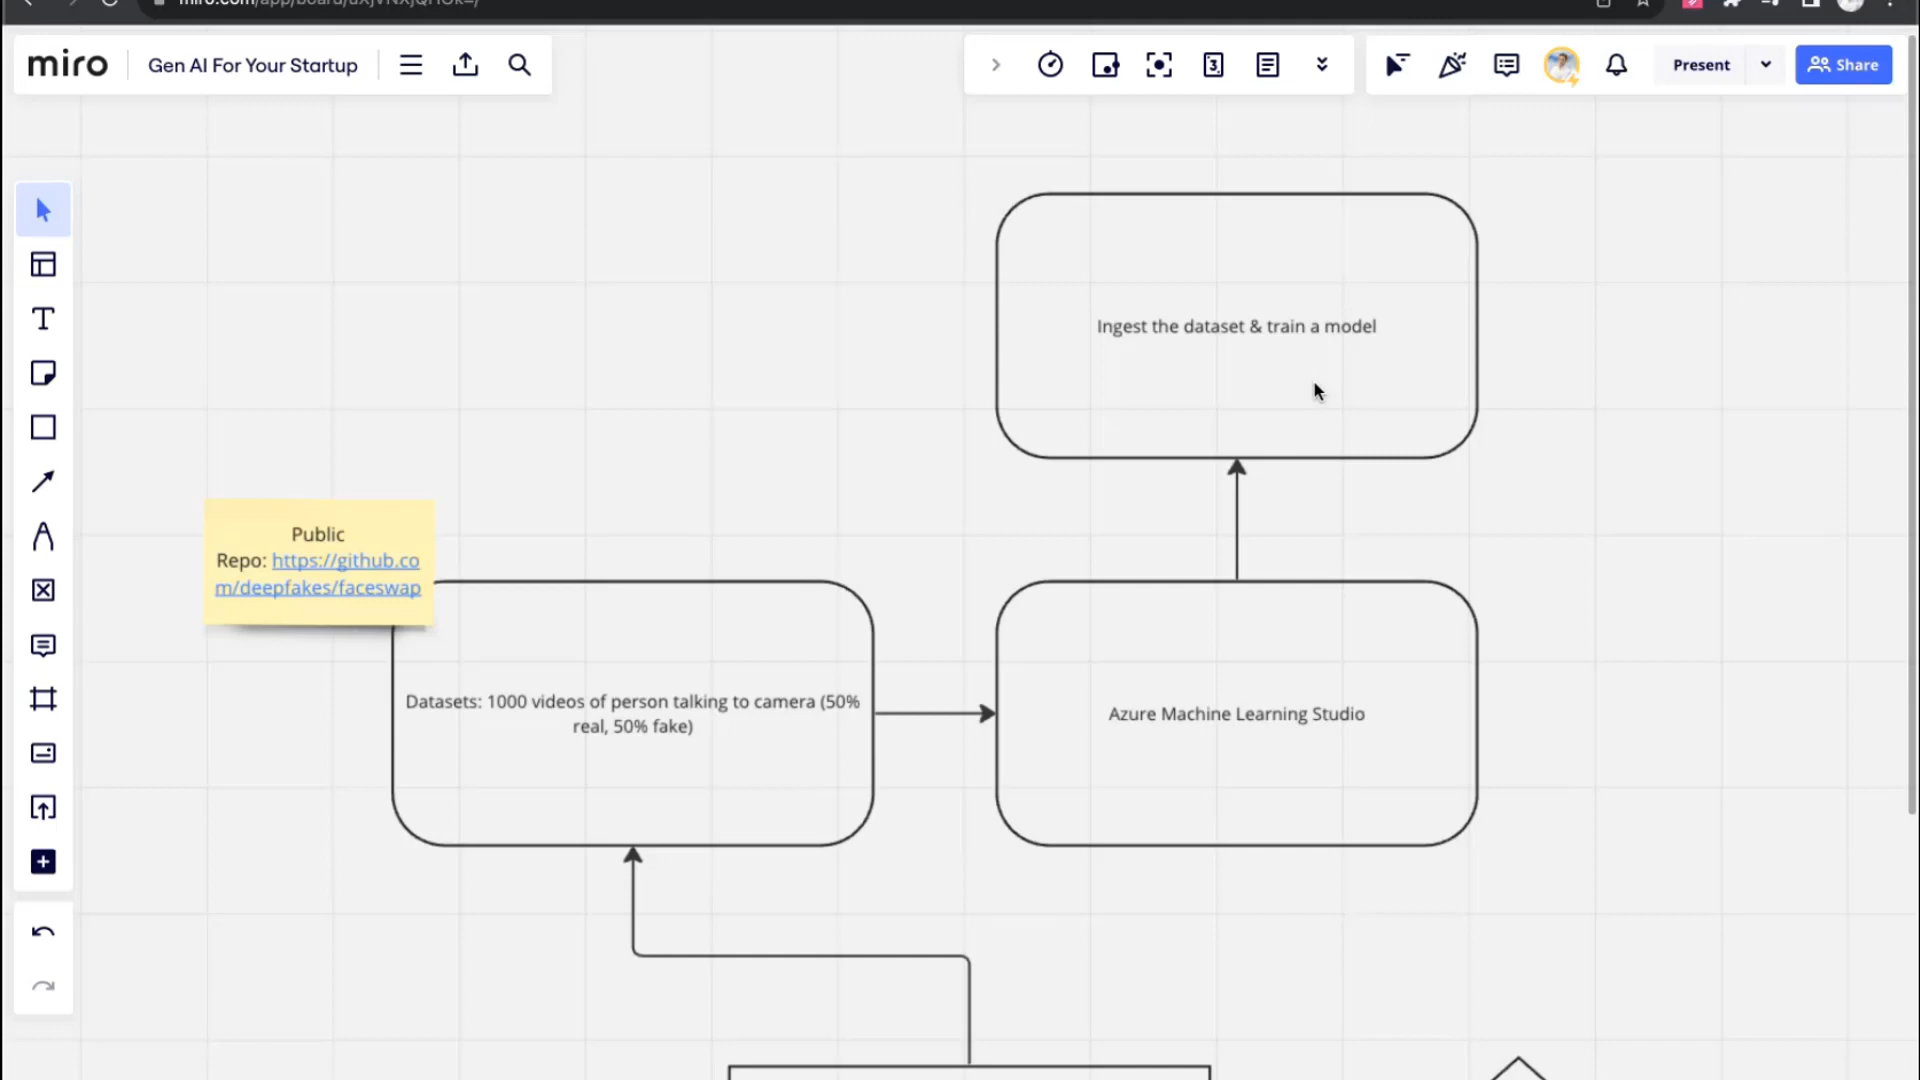 miro
Gen AI For Your Startup
Present
Share
Ingest the dataset & train a model
Public
Repo: https://github.co
m/deepfakes/faceswap
Datasets: 1000 videos of person talking to camera (50%
real, 50% fake)
Azure Machine Learning Studio